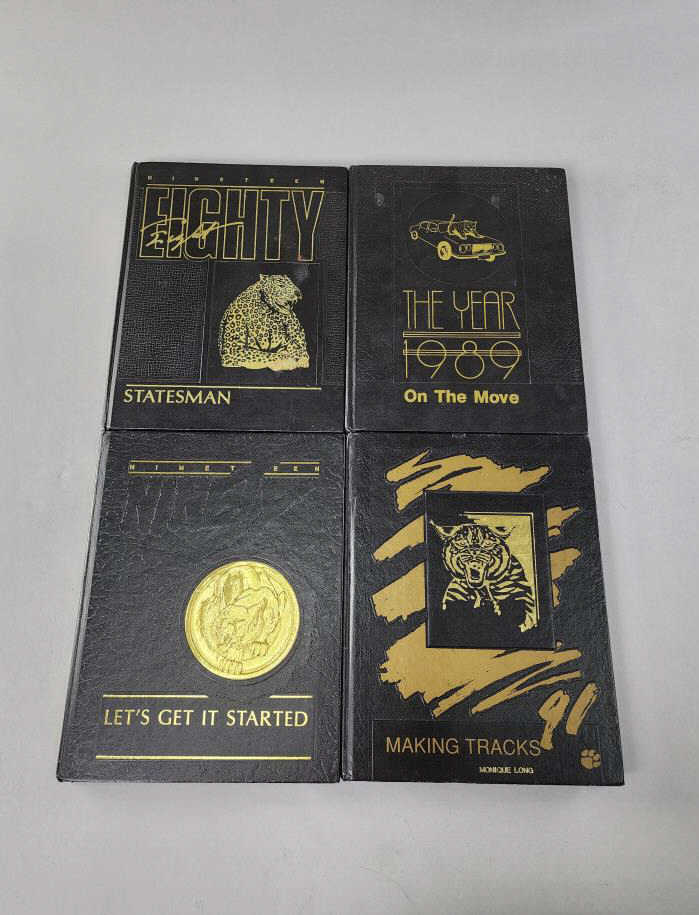 NINETEEN
EIGHTY
Eight
STATESMAN
THE YEAR
1989
On The Move
NINETEEN
LET'S GET IT STARTED
91
MAKING TRACKS
MONIQUE LONG